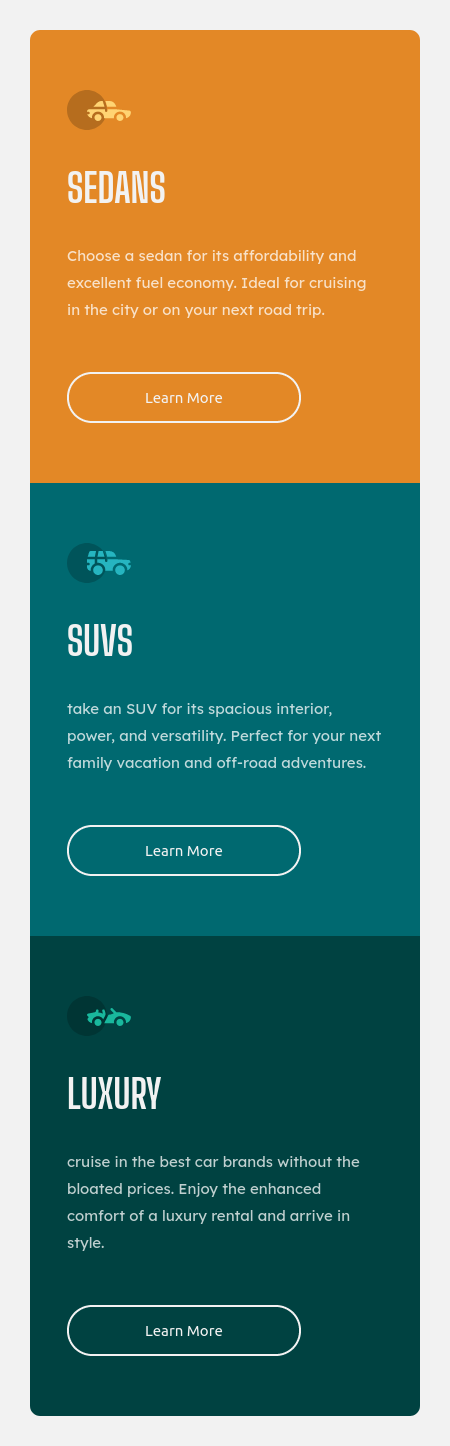 SEDANS
Choose a sedan for its affordability and
excellent fuel economy. Ideal for cruising
in the city or on your next road trip.
Learn More
SUVS
take an SUV for its spacious interior,
power, and versatility. Perfect for your next
family vacation and off-road adventures.
Learn More
LUXURY
cruise in the best car brands without the
bloated prices. Enjoy the enhanced
comfort of a luxury rental and arrive in
style.
Learn More